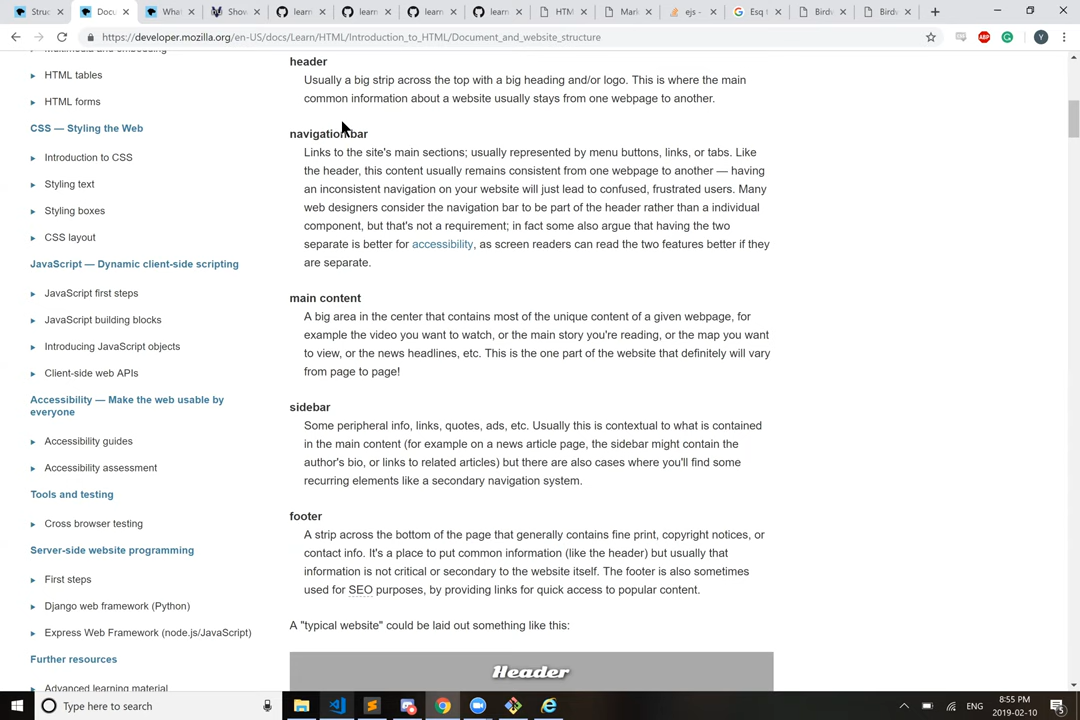 Struc
Docu
What
Show
learn
learn
learn
learn
HTM
Mark
ejs -
Esq
Birdv
Birdv
https://developer.mozilla.org/en-US/docs/Learn/HTML/Introduction_to_HTML/Document_and_website_structure
ABP
Y
HTML tables
HTML forms
CSS — Styling the Web
Introduction to CSS
Styling text
Styling boxes
CSS layout
JavaScript — Dynamic client-side scripting
JavaScript first steps
JavaScript building blocks
Introducing JavaScript objects
Client-side web APIs
Accessibility — Make the web usable by
everyone
Accessibility guides
Accessibility assessment
Tools and testing
Cross browser testing
Server-side website programming
First steps
Django web framework (Python)
Express Web Framework (node.js/JavaScript)
Further resources
Advanced learning material
header
Usually a big strip across the top with a big heading and/or logo. This is where the main
common information about a website usually stays from one webpage to another.
navigation bar
Links to the site's main sections; usually represented by menu buttons, links, or tabs. Like
the header, this content usually remains consistent from one webpage to another — having
an inconsistent navigation on your website will just lead to confused, frustrated users. Many
web designers consider the navigation bar to be part of the header rather than a individual
component, but that's not a requirement; in fact some also argue that having the two
separate is better for accessibility, as screen readers can read the two features better if they
are separate.
main content
A big area in the center that contains most of the unique content of a given webpage, for
example the video you want to watch, or the main story you're reading, or the map you want
to view, or the news headlines, etc. This is the one part of the website that definitely will vary
from page to page!
sidebar
Some peripheral info, links, quotes, ads, etc. Usually this is contextual to what is contained
in the main content (for example on a news article page, the sidebar might contain the
author's bio, or links to related articles) but there are also cases where you'll find some
recurring elements like a secondary navigation system.
footer
A strip across the bottom of the page that generally contains fine print, copyright notices, or
contact info. It's a place to put common information (like the header) but usually that
information is not critical or secondary to the website itself. The footer is also sometimes
used for SEO purposes, by providing links for quick access to popular content.
A "typical website" could be laid out something like this:
Header
Type here to search
ENG
8:55 PM
2019-02-10
5